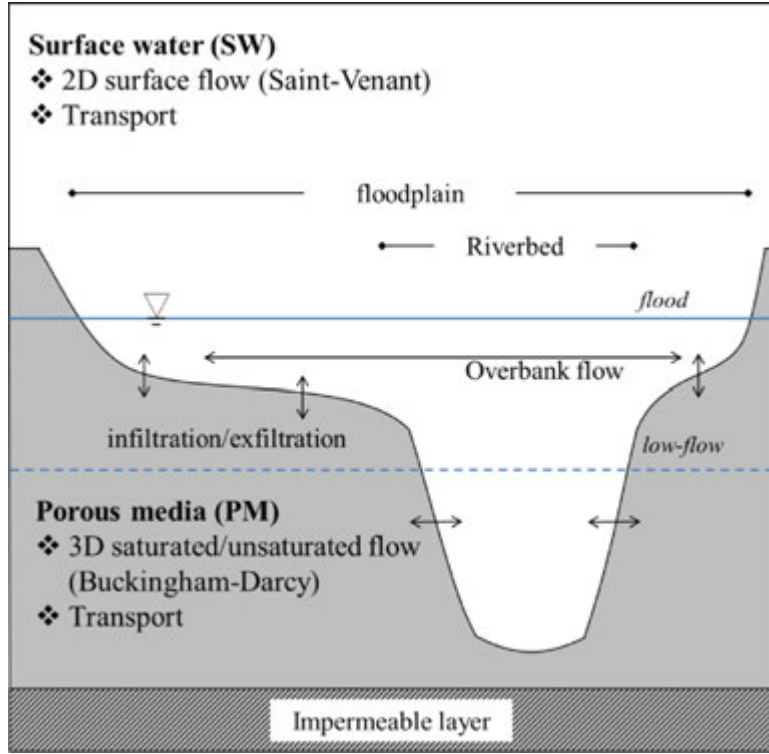 Surface water (SW)
❖ 2D surface flow (Saint-Venant)
❖ Transport
floodplain
Riverbed
flood
Overbank flow
infiltration/exfiltration
low-flow
Porous media (PM)
❖ 3D saturated/unsaturated flow
(Buckingham-Darcy)
❖ Transport
Impermeable layer